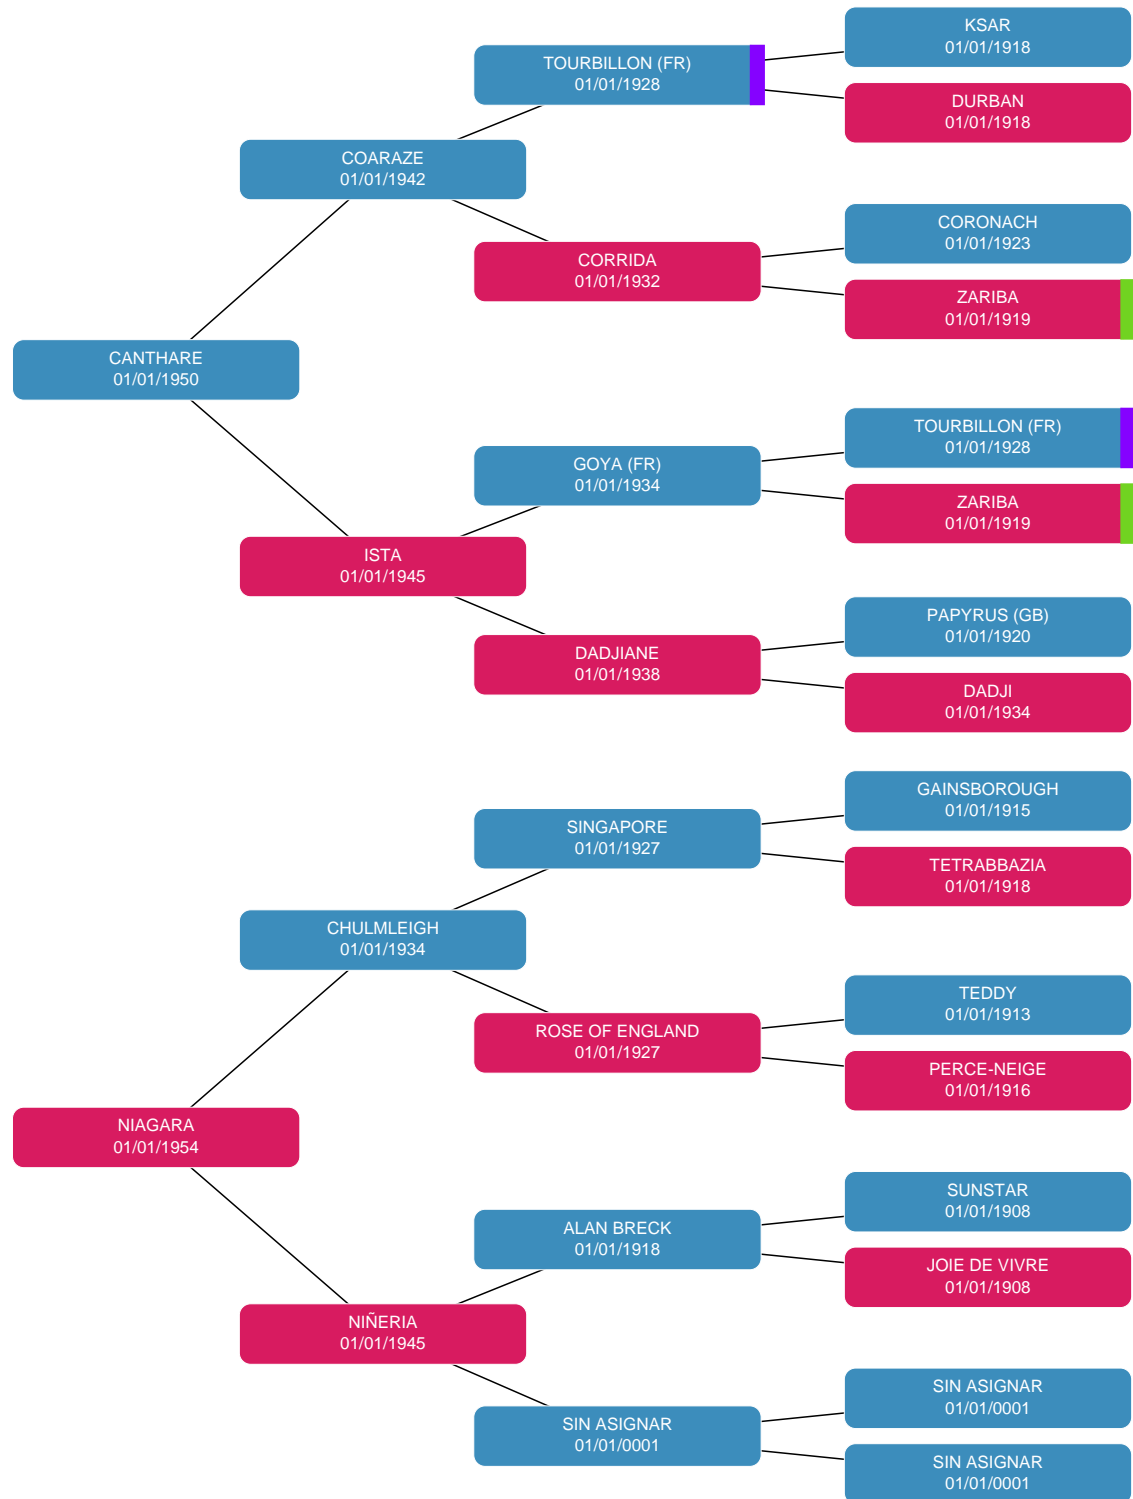 KSAR
01/01/1918
TOURBILLON (FR)
01/01/1928
DURBAN
01/01/1918
COARAZE
01/01/1942
CORONACH
01/01/1923
CORRIDA
01/01/1932
ZARIBA
01/01/1919
CANTHARE
01/01/1950
TOURBILLON (FR)
01/01/1928
GOYA (FR)
01/01/1934
ZARIBA
01/01/1919
ISTA
01/01/1945
PAPYRUS (GB)
01/01/1920
DADJIANE
01/01/1938
DADJI
01/01/1934
GAINSBOROUGH
01/01/1915
SINGAPORE
01/01/1927
TETRABBAZIA
01/01/1918
CHULMLEIGH
01/01/1934
TEDDY
01/01/1913
ROSE OF ENGLAND
01/01/1927
PERCE-NEIGE
01/01/1916
NIAGARA
01/01/1954
SUNSTAR
01/01/1908
ALAN BRECK
01/01/1918
JOIE DE VIVRE
01/01/1908
NIÑERIA
01/01/1945
SIN ASIGNAR
01/01/0001
SIN ASIGNAR
01/01/0001
SIN ASIGNAR
01/01/0001